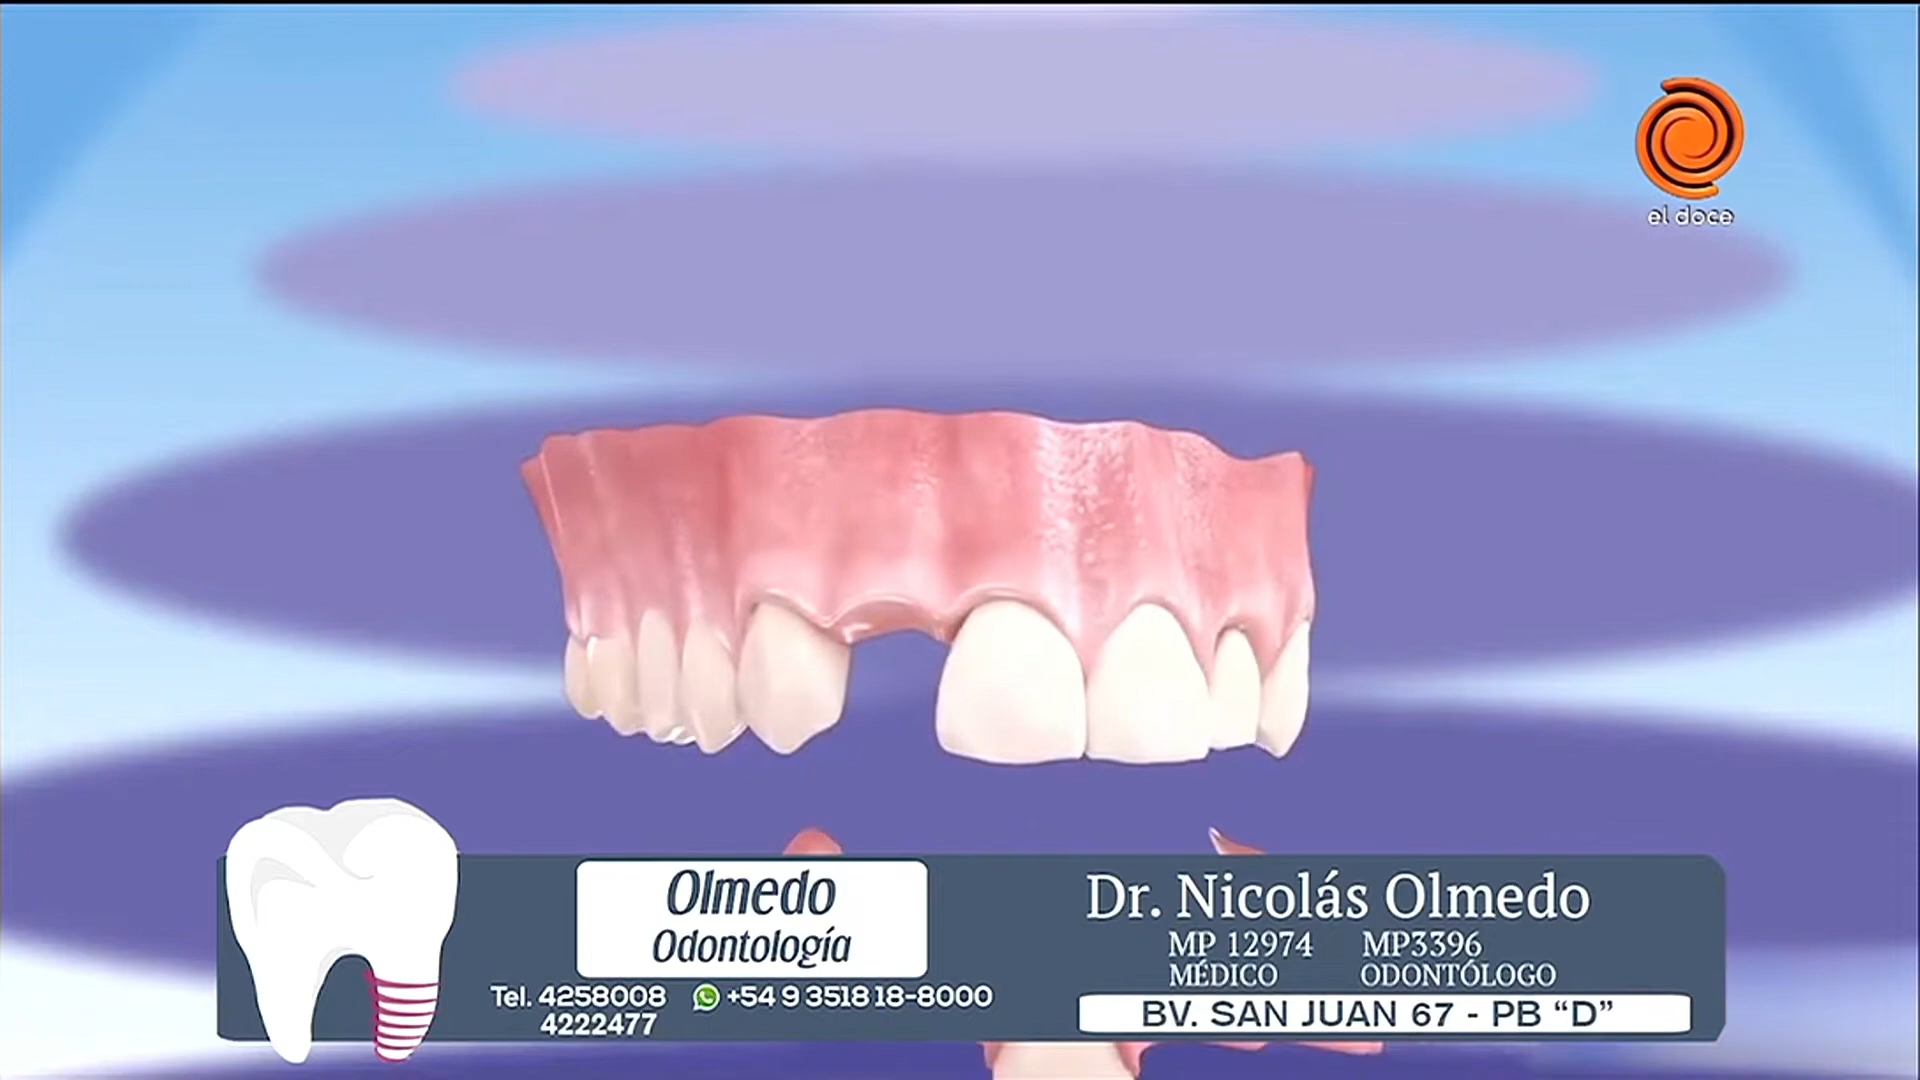 el doce
Olmedo
Odontología
Tel. 4258008
4222477
+54 9 3518 18-8000
Dr. Nicolás Olmedo
MP 12974 MP3396
MÉDICO ODONTÓLOGO
BV. SAN JUAN 67 - PB “D”